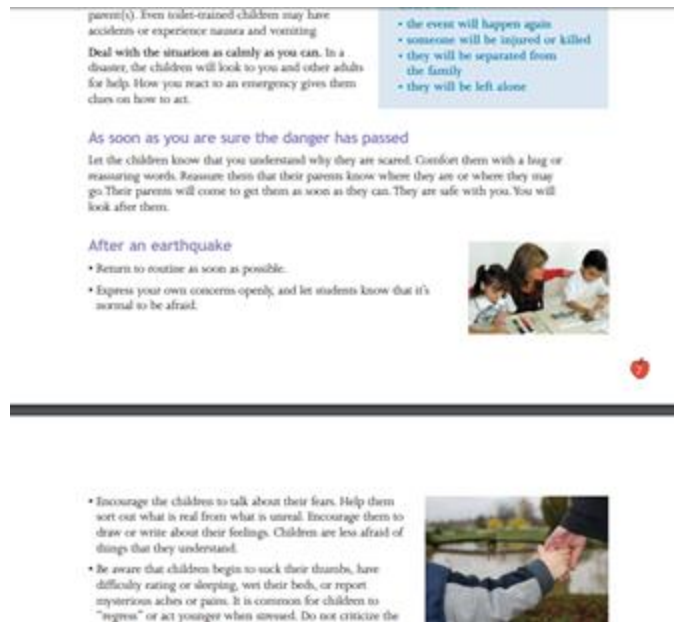 parent(s). Even toilet-trained children may have
accidents or experience nausea and vomiting
Deal with the situation as calmly as you can. In a
disaster, the children will look to you and other adults
for help. How you react to an emergency gives them
clues on how to act.
• the event will happen again
• someone will be injured or killed
• they will be separated from
the family
• they will be left alone
As soon as you are sure the danger has passed
Let the children know that you understand why they are scared. Comfort them with a hug or
reassuring words. Reassure them that their parents know where they are or where they may
go. Their parents will come to get them as soon as they can. They are safe with you. You will
look after them.
After an earthquake
• Return to routine as soon as possible.
• Express your own concerns openly, and let students know that it's
normal to be afraid.
7
• Encourage the children to talk about their fears. Help them
sort out what is real from what is unreal. Encourage them to
draw or write about their feelings. Children are less afraid of
things that they understand.
• Be aware that children begin to suck their thumbs, have
difficulty eating or sleeping, wet their beds, or report
mysterious aches or pains. It is common for children to
"regress" or act younger when stressed. Do not criticize the